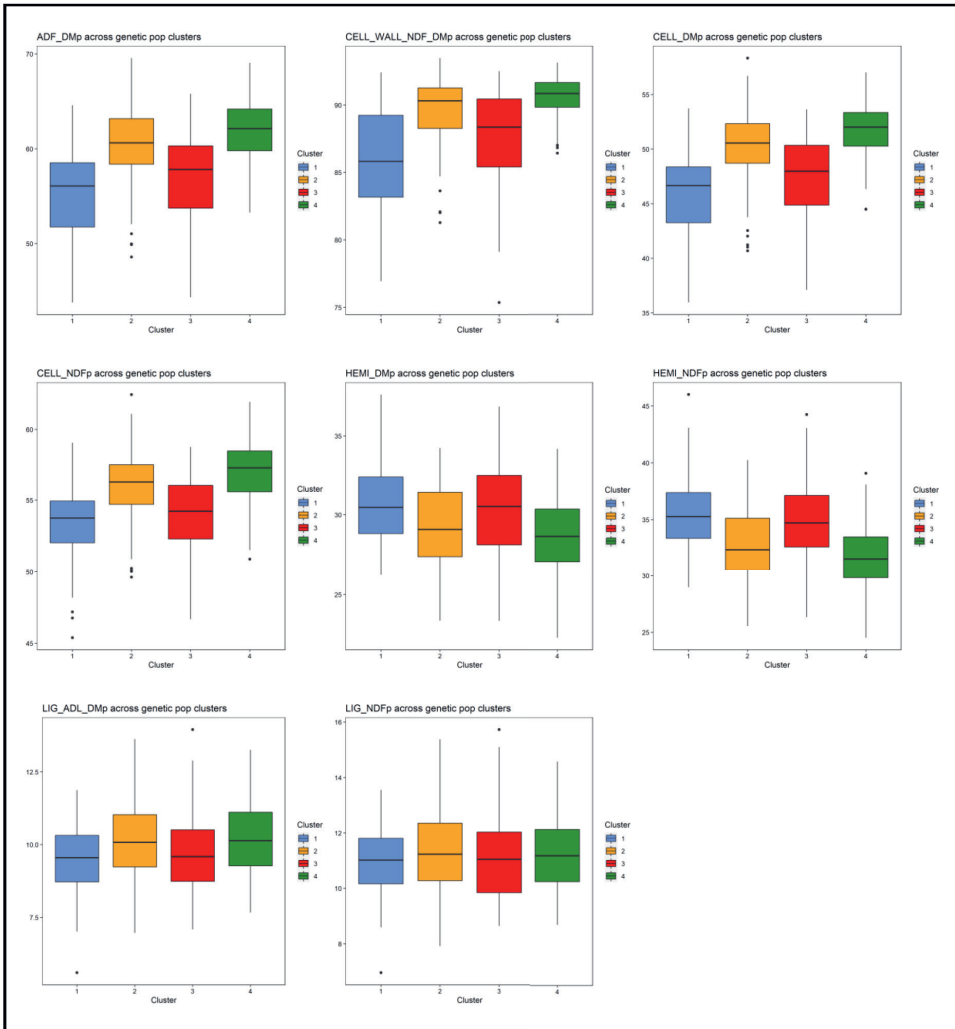 ADF_DMp across genetic pop clusters
70
60
50
1 2 3 4
Cluster
Cluster
1
2
3
4
CELL_WALL_NDF_DMp across genetic pop clusters
90
85
80
75
1 2 3 4
Cluster
Cluster
1
2
3
4
CELL_DMp across genetic pop clusters
55
50
45
40
35
1 2 3 4
Cluster
Cluster
1
2
3
4
CELL_NDFp across genetic pop clusters
60
55
50
45
1 2 3 4
Cluster
Cluster
1
2
3
4
HEMI_DMp across genetic pop clusters
35
30
25
1 2 3 4
Cluster
Cluster
1
2
3
4
HEMI_NDFp across genetic pop clusters
45
40
35
30
25
1 2 3 4
Cluster
Cluster
1
2
3
4
LIG_ADL_DMp across genetic pop clusters
12.5
10.0
7.5
1 2 3 4
Cluster
Cluster
1
2
3
4
LIG_NDFp across genetic pop clusters
16
14
12
10
8
1 2 3 4
Cluster
Cluster
1
2
3
4